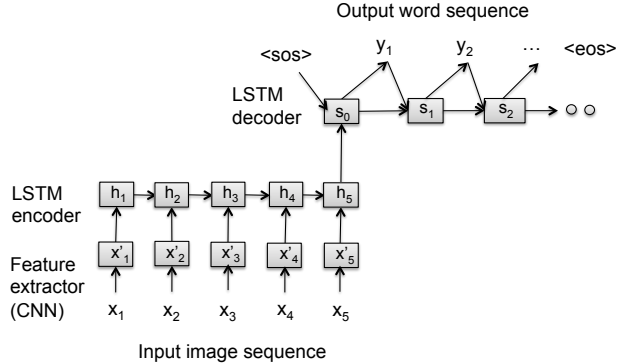 Output word sequence
<sos> y1 y2 … <eos>
LSTM
decoder
s0 s1 s2
LSTM
encoder
h1 h2 h3 h4 h5
Feature
extractor
(CNN)
x'1 x'2 x'3 x'4 x'5
x1 x2 x3 x4 x5
Input image sequence